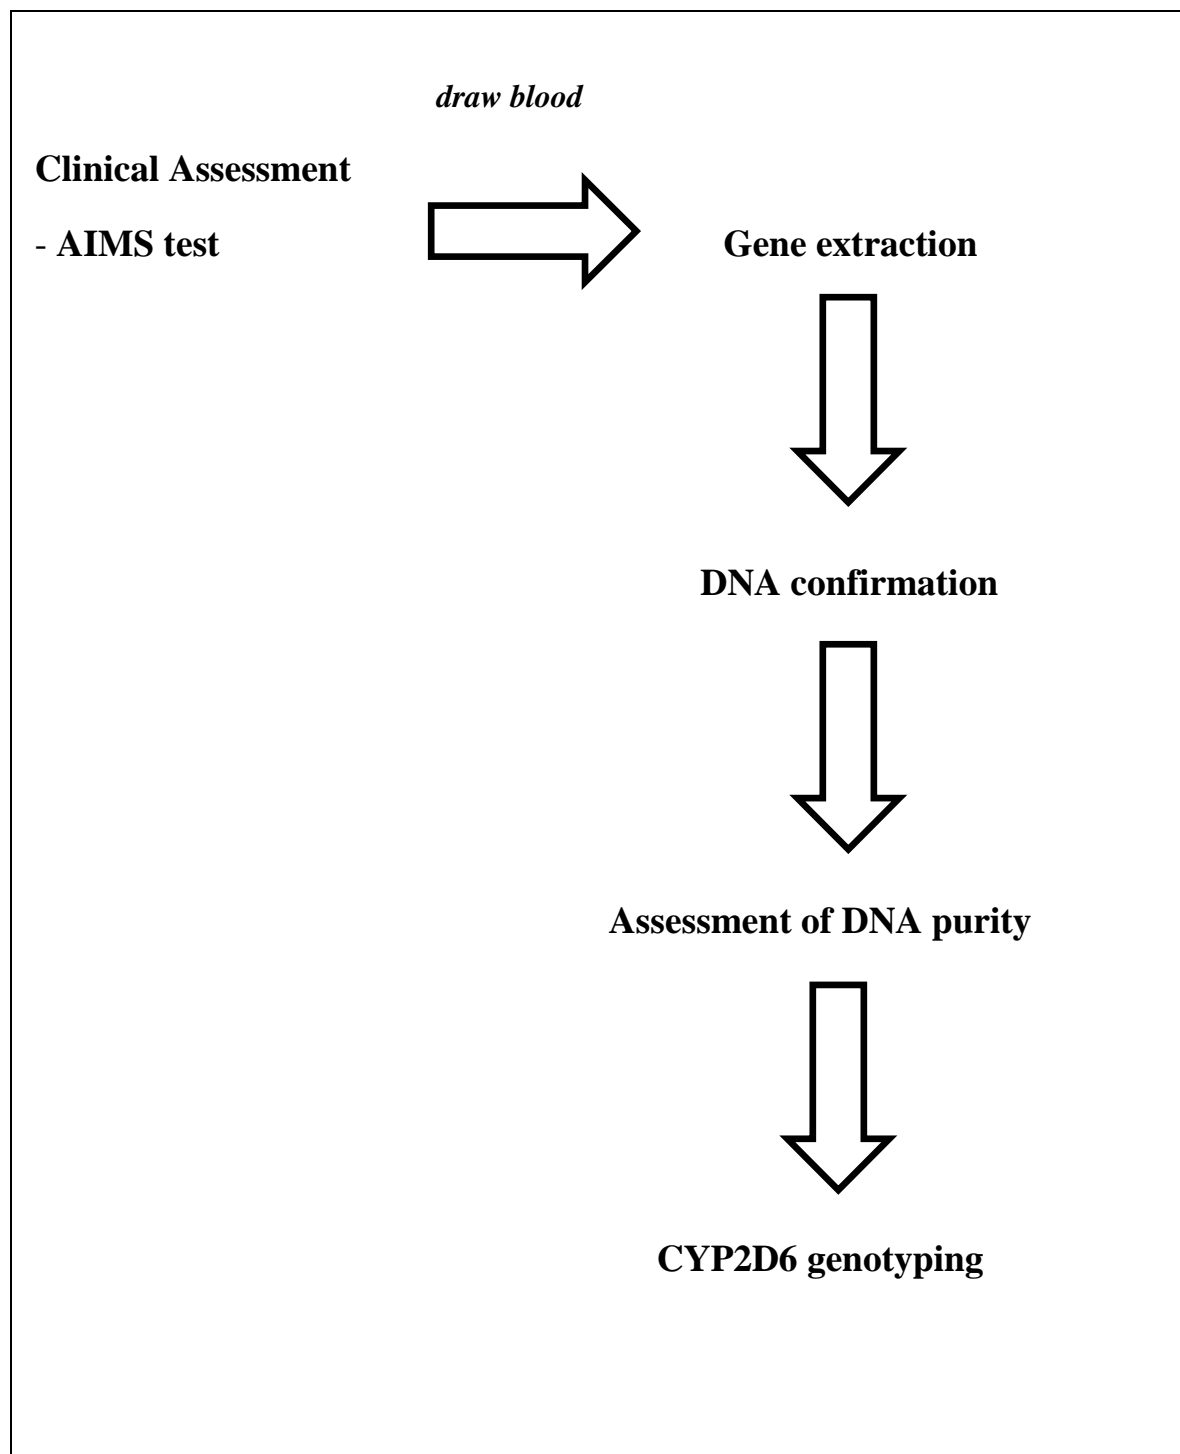 draw blood
Clinical Assessment
- AIMS test
Gene extraction
DNA confirmation
Assessment of DNA purity
CYP2D6 genotyping